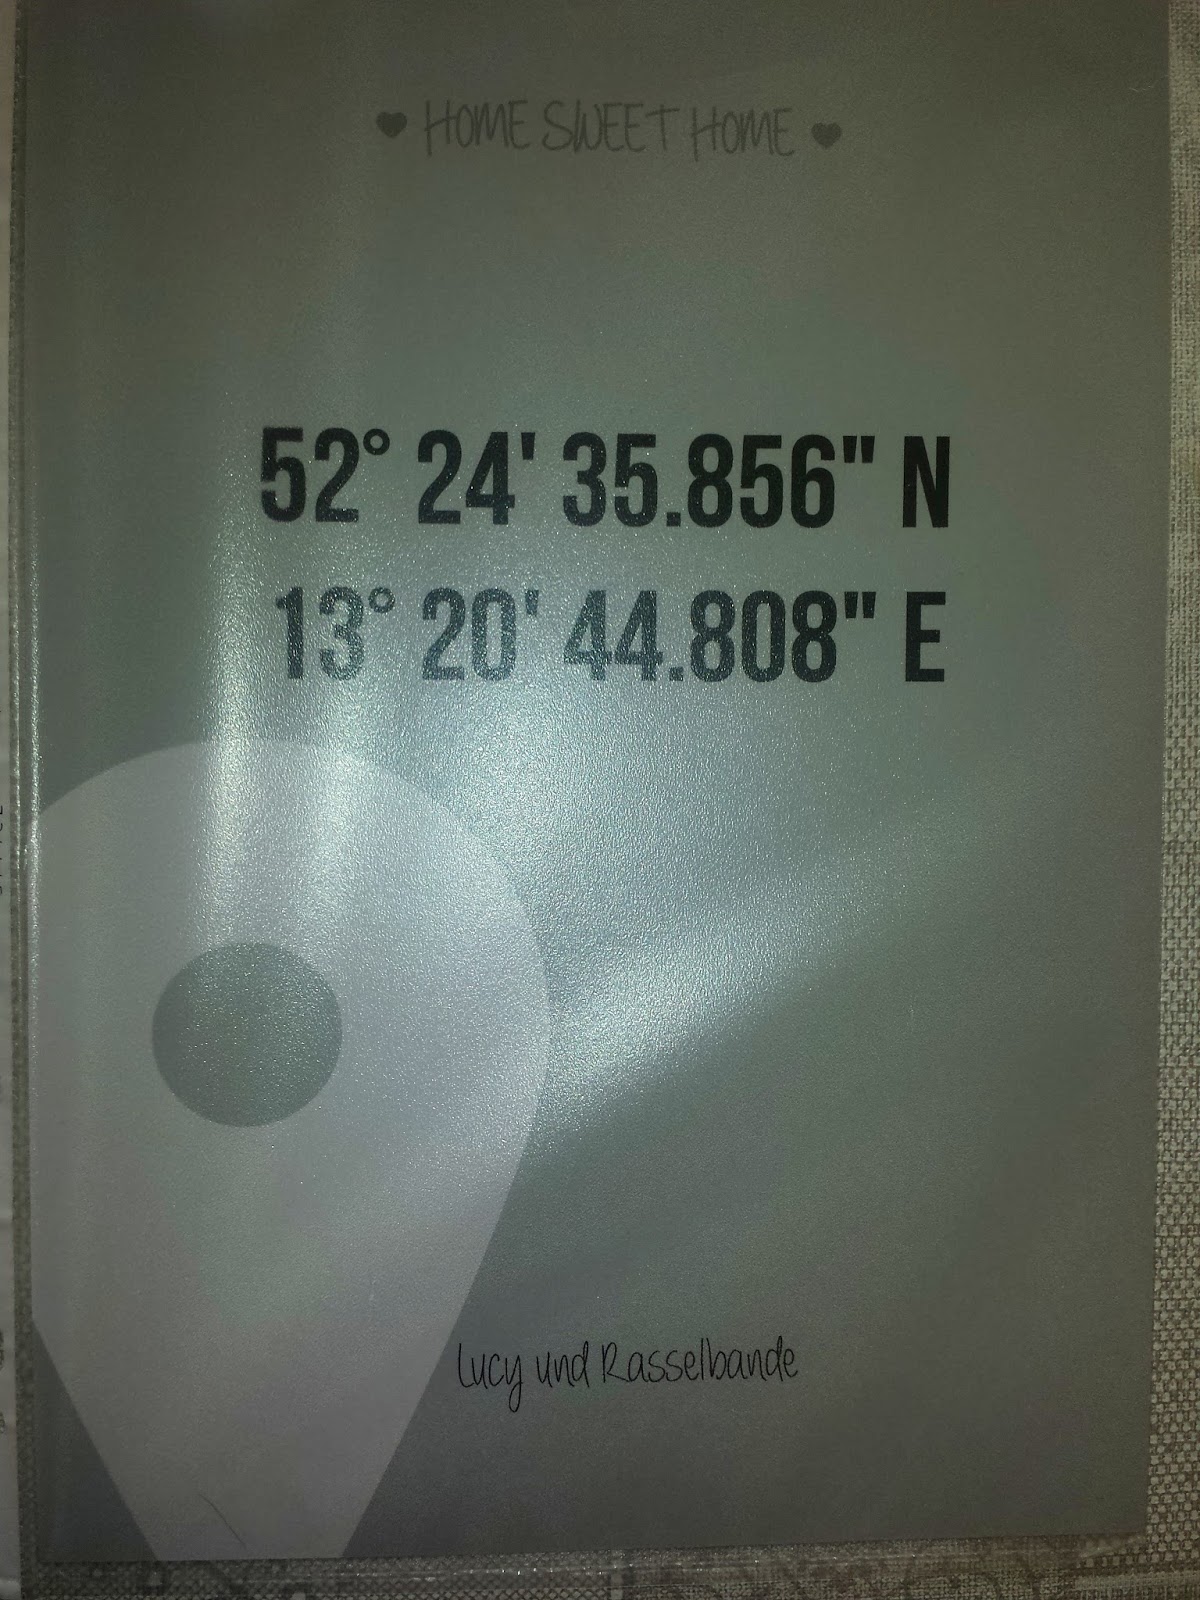 ♥ HOME SWEET HOME ♥
52° 24' 35.856" N
13° 20' 44.808" E
Lucy und Rasselbande